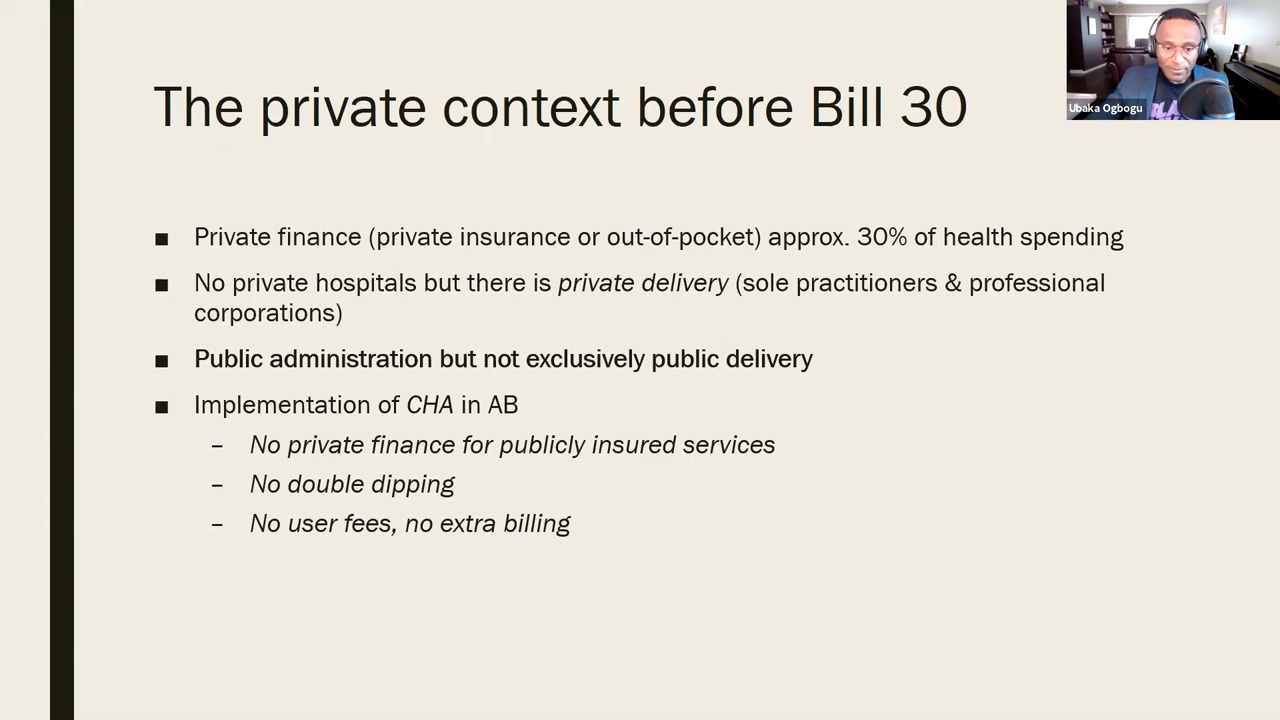 The private context before Bill 30
Ubaka Ogbogu
■ Private finance (private insurance or out-of-pocket) approx. 30% of health spending
■ No private hospitals but there is private delivery (sole practitioners & professional
corporations)
■ Public administration but not exclusively public delivery
■ Implementation of CHA in AB
– No private finance for publicly insured services
– No double dipping
– No user fees, no extra billing